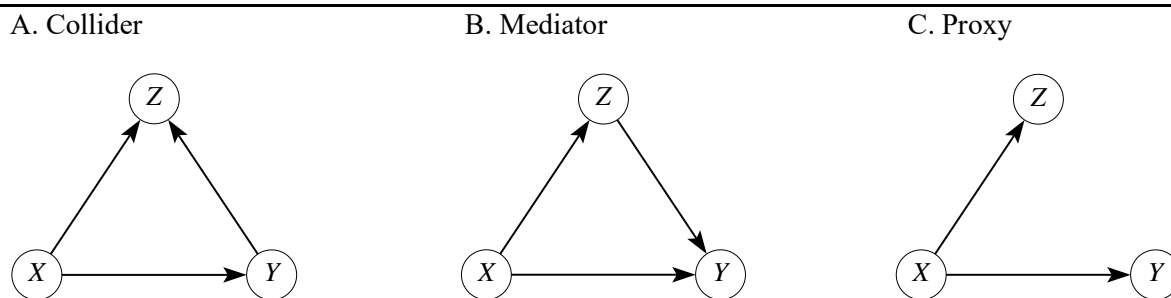 A. Collider B. Mediator C. Proxy
Z Z Z
X Y X Y X Y